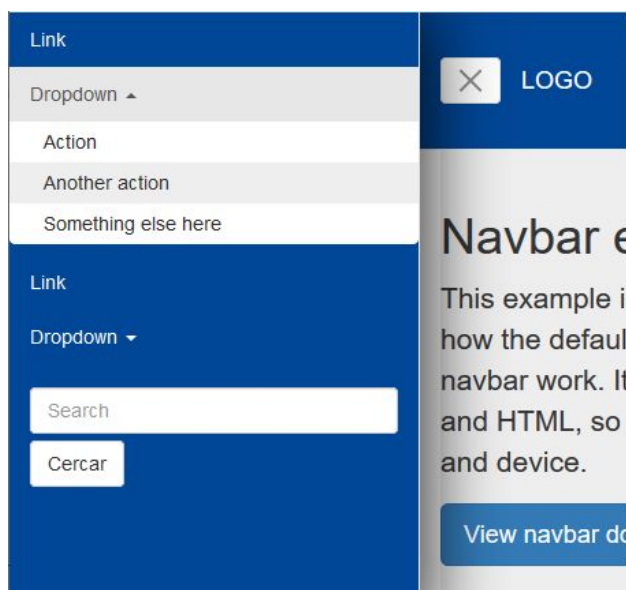 Link
Dropdown
Action
Another action
Something else here
Link
Dropdown
Search
Cercar
LOGO
Navbar e
This example i
how the defaul
navbar work. It
and HTML, so
and device.
View navbar do